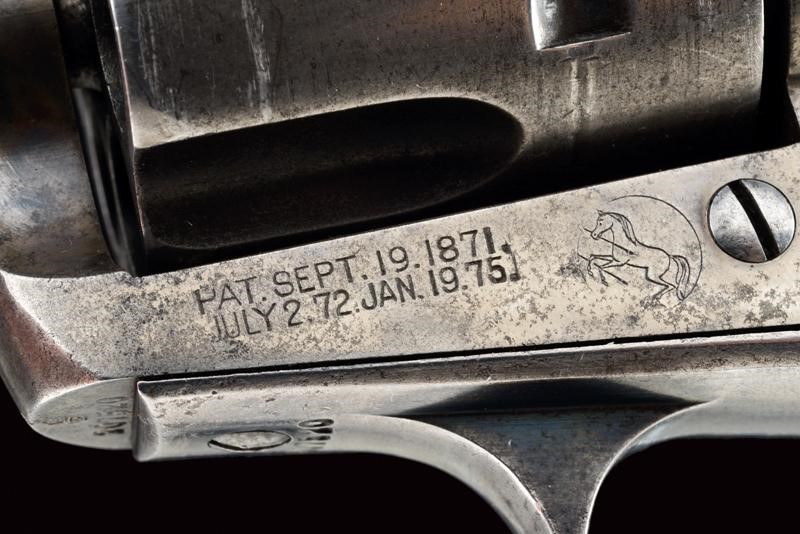 PAT. SEPT. 19. 1871.
JULY 2. 72. JAN. 19. 75.